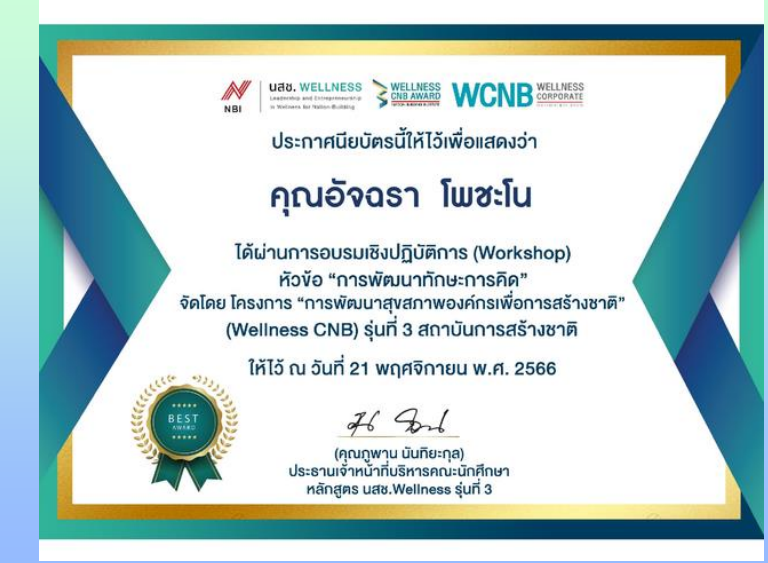 NBI
นสช. WELLNESS
Leadership and Entrepreneurship
in Wellness for Nation-Building
WELLNESS
CNB AWARD
WCNB
WELLNESS
CORPORATE
ประกาศนียบัตรนี้ให้ไว้เพื่อแสดงว่า
คุณอัจฉรา โพชะโน
ได้ผ่านการอบรมเชิงปฏิบัติการ (Workshop)
หัวข้อ “การพัฒนาทักษะการคิด”
จัดโดย โครงการ “การพัฒนาสุขสภาพองค์กรเพื่อการสร้างชาติ”
(Wellness CNB) รุ่นที่ 3 สถาบันการสร้างชาติ
ให้ไว้ ณ วันที่ 21 พฤศจิกายน พ.ศ. 2566
BEST
AWARD
(คุณภูพาน นันทิยะกุล)
ประธานเจ้าหน้าที่บริหารคณะนักศึกษา
หลักสูตร นสช.Wellness รุ่นที่ 3